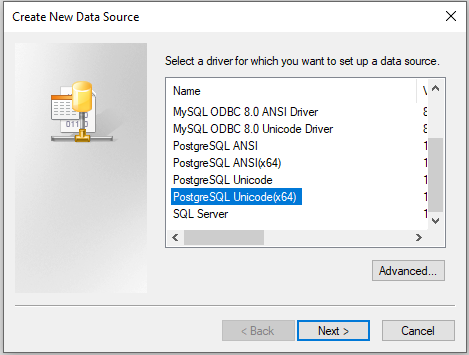 Create New Data Source
Select a driver for which you want to set up a data source.
Name V
MySQL ODBC 8.0 ANSI Driver 8
MySQL ODBC 8.0 Unicode Driver 8
PostgreSQL ANSI 1
PostgreSQL ANSI(x64) 1
PostgreSQL Unicode 1
PostgreSQL Unicode(x64) 1
SQL Server 1
Advanced...
< Back Next > Cancel